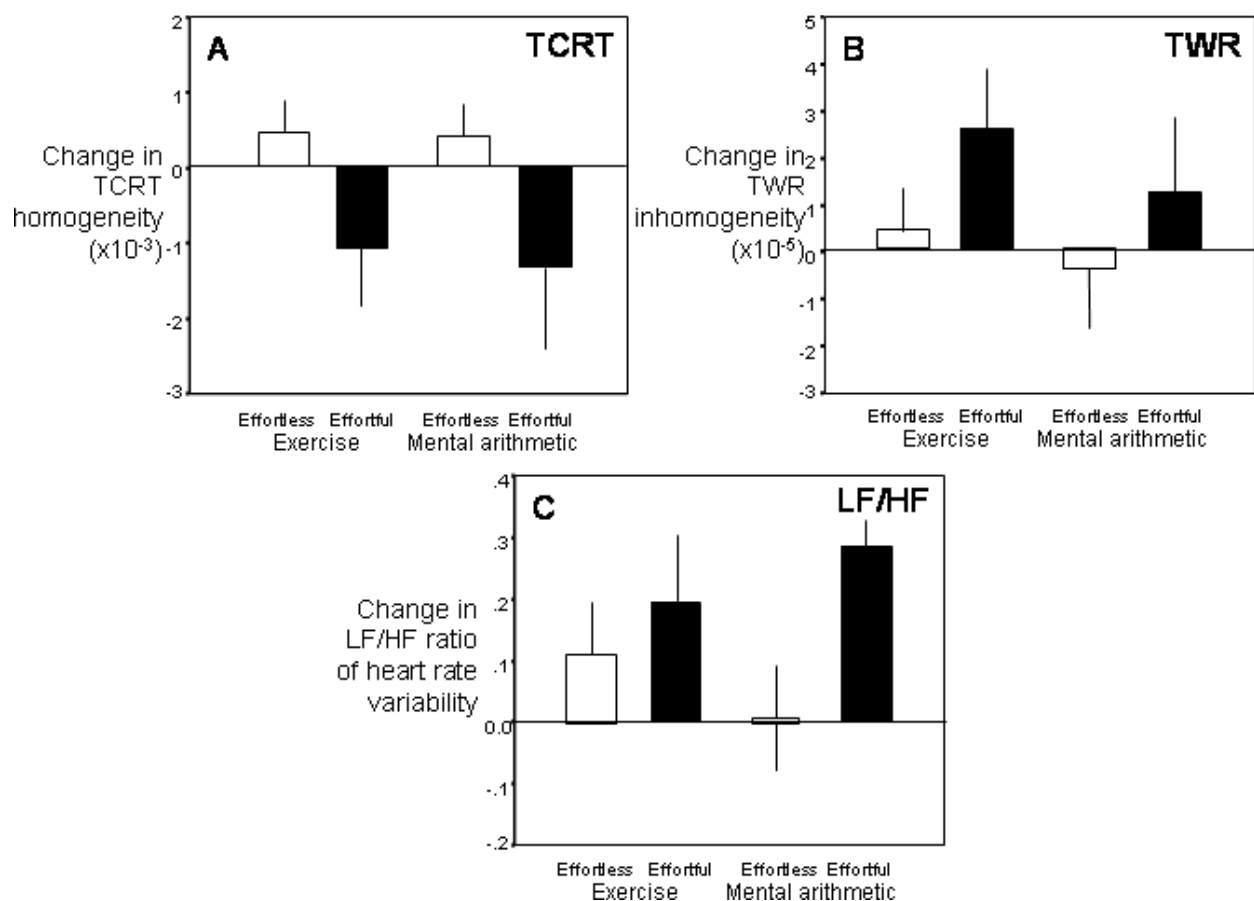 A
TCRT
2
1
0
-1
-2
-3
Change in
TCRT
homogeneity
(x10-3)
Effortless Effortful Effortless Effortful
Exercise Mental arithmetic
B
TWR
5
4
3
2
1
0
-1
-2
-3
Change in
TWR
inhomogeneity
(x10-5)
Effortless Effortful Effortless Effortful
Exercise Mental arithmetic
C
LF/HF
.4
.3
.2
.1
0.0
-.1
-.2
Change in
LF/HF ratio
of heart rate
variability
Effortless Effortful Effortless Effortful
Exercise Mental arithmetic